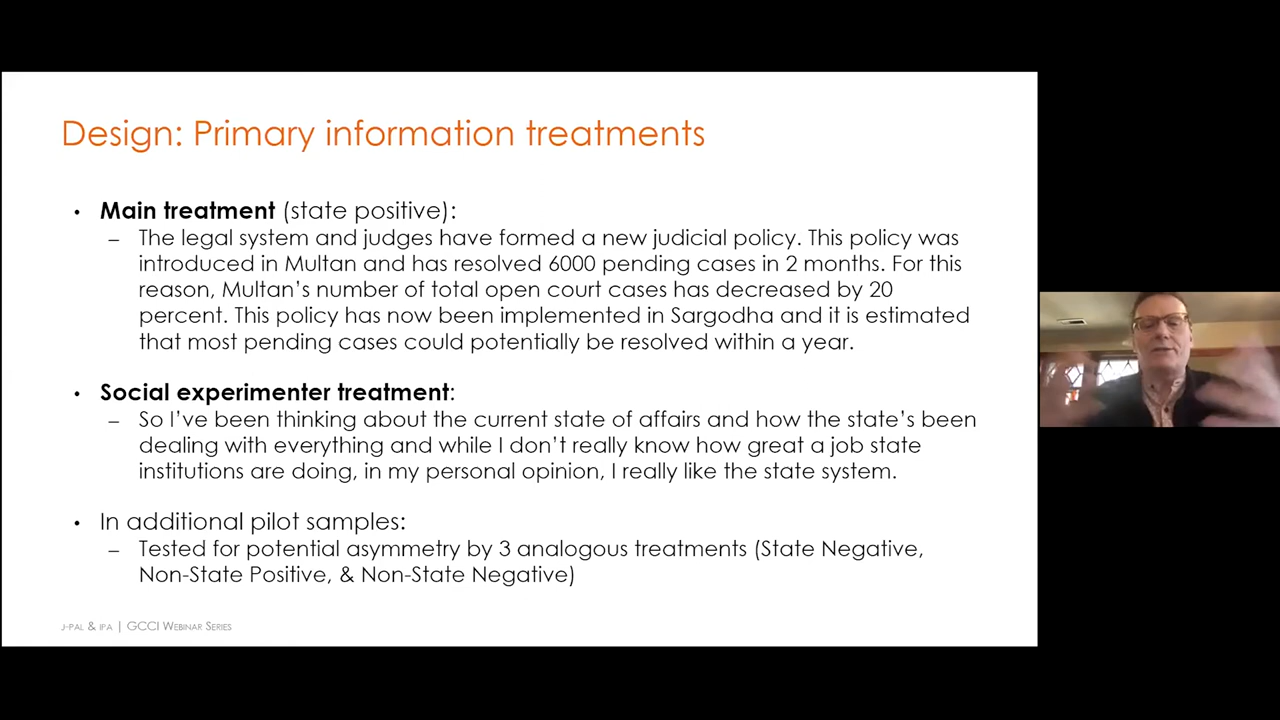 Design: Primary information treatments
• Main treatment (state positive):
– The legal system and judges have formed a new judicial policy. This policy was
introduced in Multan and has resolved 6000 pending cases in 2 months. For this
reason, Multan’s number of total open court cases has decreased by 20
percent. This policy has now been implemented in Sargodha and it is estimated
that most pending cases could potentially be resolved within a year.
• Social experimenter treatment:
– So I’ve been thinking about the current state of affairs and how the state’s been
dealing with everything and while I don’t really know how great a job state
institutions are doing, in my personal opinion, I really like the state system.
• In additional pilot samples:
– Tested for potential asymmetry by 3 analogous treatments (State Negative,
Non-State Positive, & Non-State Negative)
J-PAL & IPA | GCCI WEBINAR SERIES